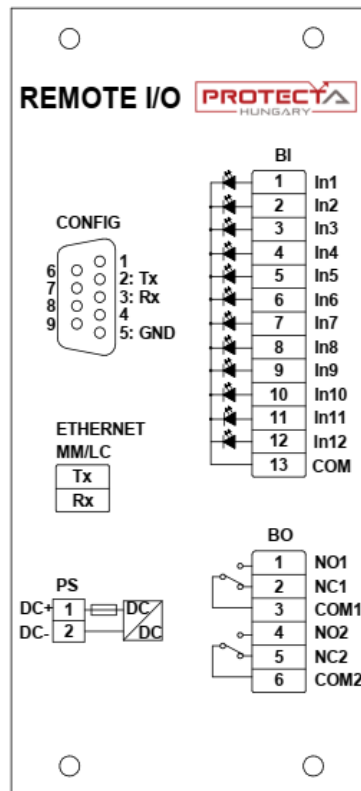 REMOTE I/O PROTECTA
HUNGARY
BI
1 In1
2 In2
3 In3
4 In4
5 In5
6 In6
7 In7
8 In8
9 In9
10 In10
11 In11
12 In12
13 COM
CONFIG
1
6 2: Tx
7 3: Rx
8 4
9 5: GND
ETHERNET
MM/LC
Tx
Rx
PS
DC+ 1 DC
DC- 2 DC
BO
1 NO1
2 NC1
3 COM1
4 NO2
5 NC2
6 COM2